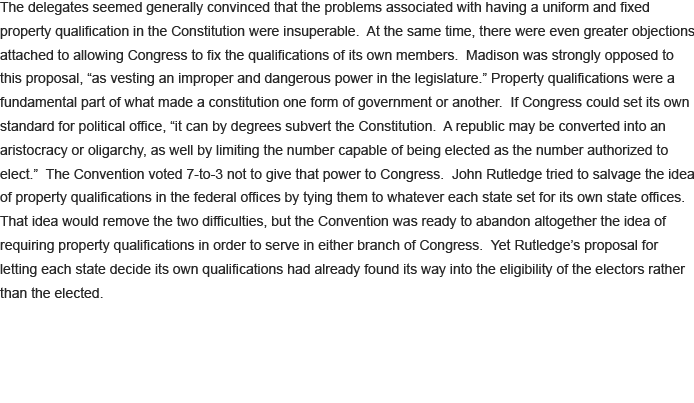 The delegates seemed generally convinced that the problems associated with having a uniform and fixed
property qualification in the Constitution were insuperable.  At the same time, there were even greater objections
attached to allowing Congress to fix the qualifications of its own members.  Madison was strongly opposed to
this proposal, “as vesting an improper and dangerous power in the legislature.” Property qualifications were a
fundamental part of what made a constitution one form of government or another.  If Congress could set its own
standard for political office, “it can by degrees subvert the Constitution.  A republic may be converted into an
aristocracy or oligarchy, as well by limiting the number capable of being elected as the number authorized to
elect.”  The Convention voted 7-to-3 not to give that power to Congress.  John Rutledge tried to salvage the idea
of property qualifications in the federal offices by tying them to whatever each state set for its own state offices.
That idea would remove the two difficulties, but the Convention was ready to abandon altogether the idea of
requiring property qualifications in order to serve in either branch of Congress.  Yet Rutledge’s proposal for
letting each state decide its own qualifications had already found its way into the eligibility of the electors rather
than the elected.